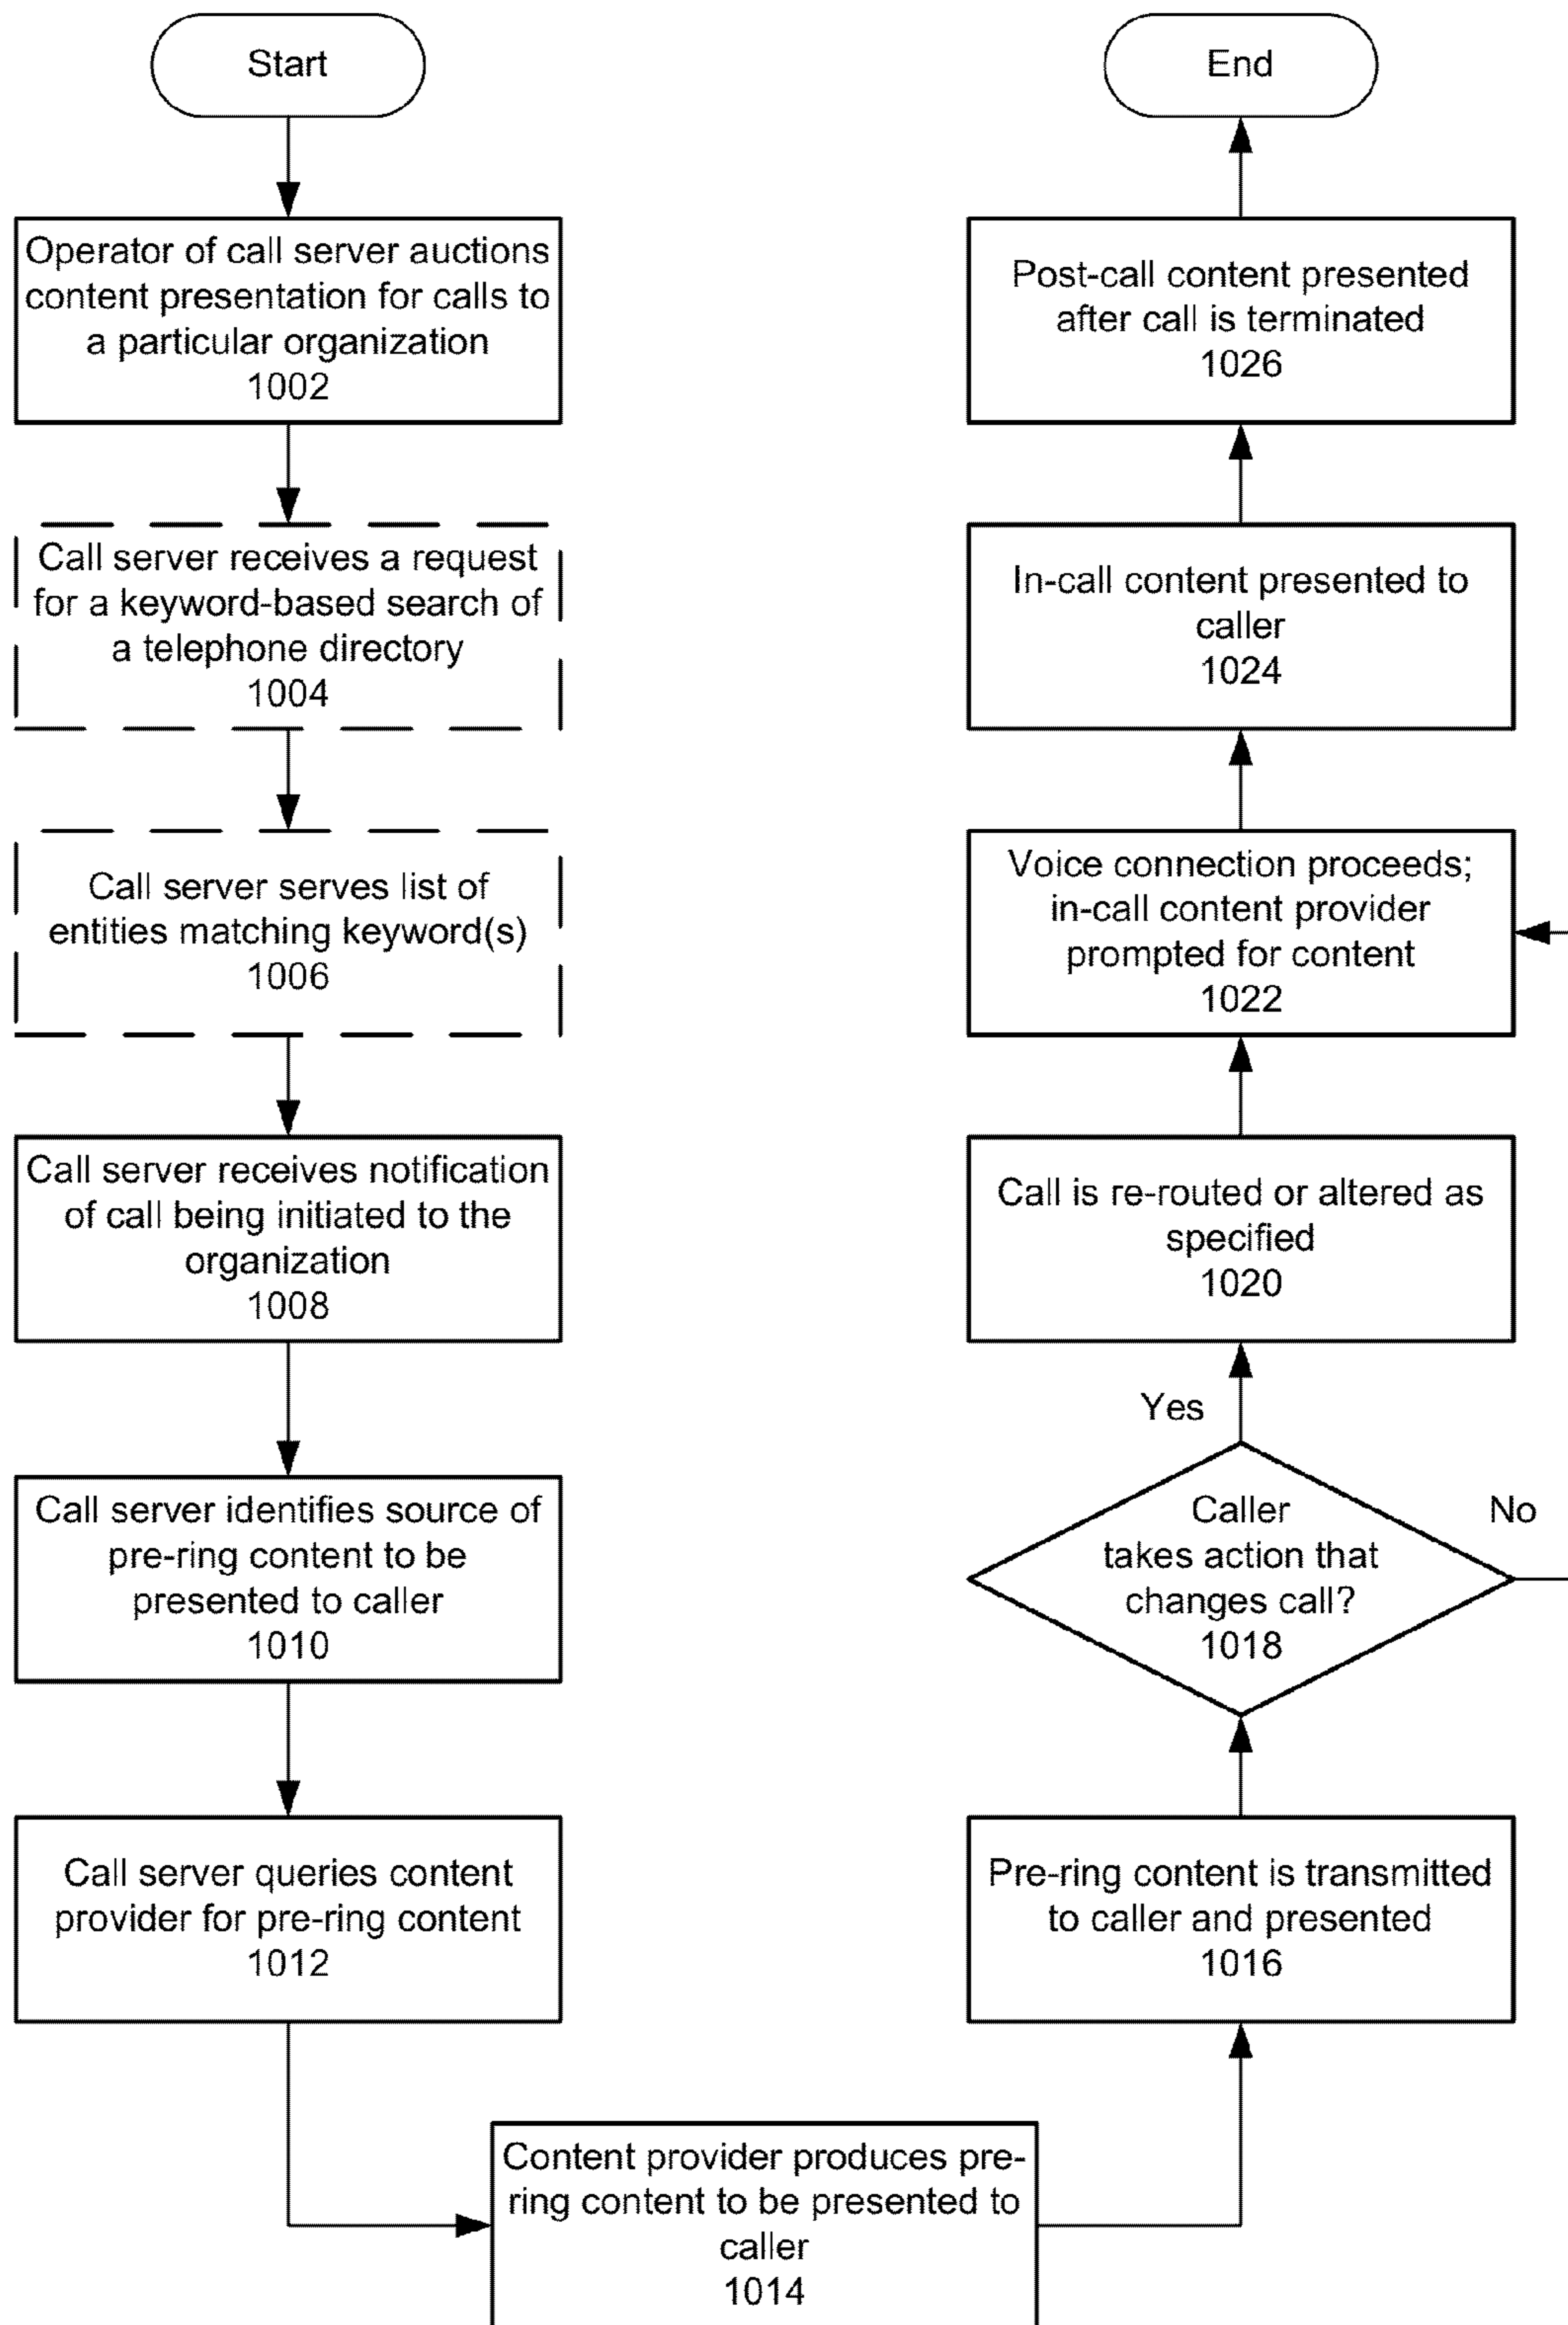 Start
Operator of call server auctions
content presentation for calls to
a particular organization
1002
Call server receives a request
for a keyword-based search of
a telephone directory
1004
Call server serves list of
entities matching keyword(s)
1006
Call server receives notification
of call being initiated to the
organization
1008
Call server identifies source of
pre-ring content to be
presented to caller
1010
Call server queries content
provider for pre-ring content
1012
Content provider produces pre-
ring content to be presented to
caller
1014
Pre-ring content is transmitted
to caller and presented
1016
Caller
takes action that
changes call?
1018
No
Yes
Call is re-routed or altered as
specified
1020
Voice connection proceeds;
in-call content provider
prompted for content
1022
In-call content presented to
caller
1024
Post-call content presented
after call is terminated
1026
End